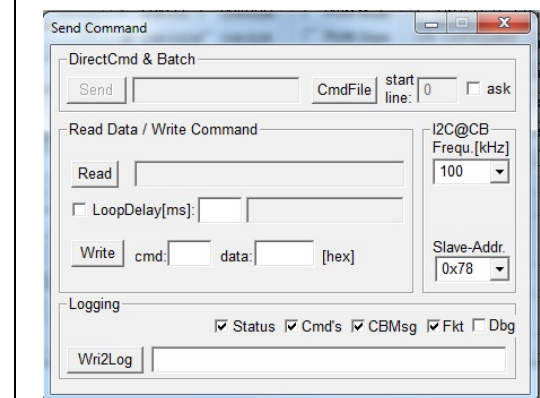 Send Command
DirectCmd & Batch
Send CmdFile start line: 0 ask
Read Data / Write Command
I2C@CB
Frequ.[kHz]
Read 100
LoopDelay[ms]:
Slave-Addr.
Write cmd: data: [hex] 0x78
Logging
Status Cmd's CBMsg Fkt Dbg
Wri2Log